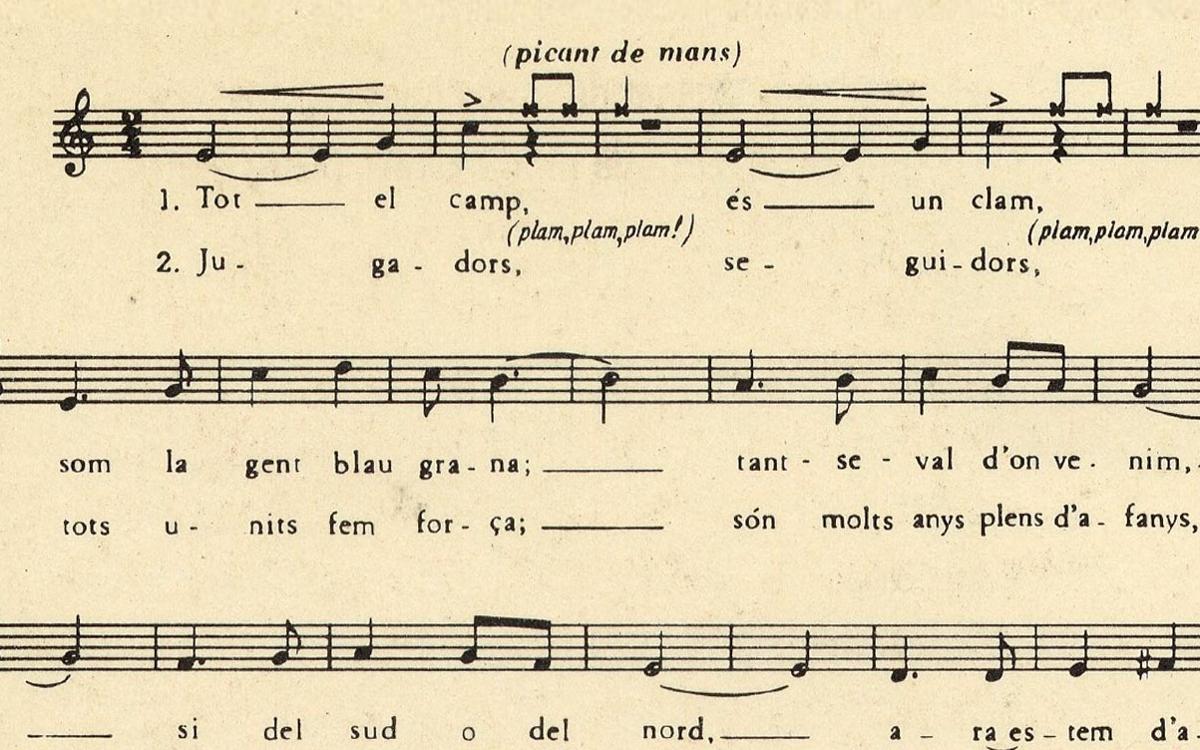 (picant de mans)
1. Tot el camp, és un clam,
(plam,plam,plam!) (plam,plam,plam
2. Ju - ga - dors, se - gui - dors,
som la gent blau gra - na; tant - se - val d'on ve - nim,
tots u - nits fem for - ça; són molts anys plens d'a - fanys,
si del sud o del nord, a - ra es - tem d'a